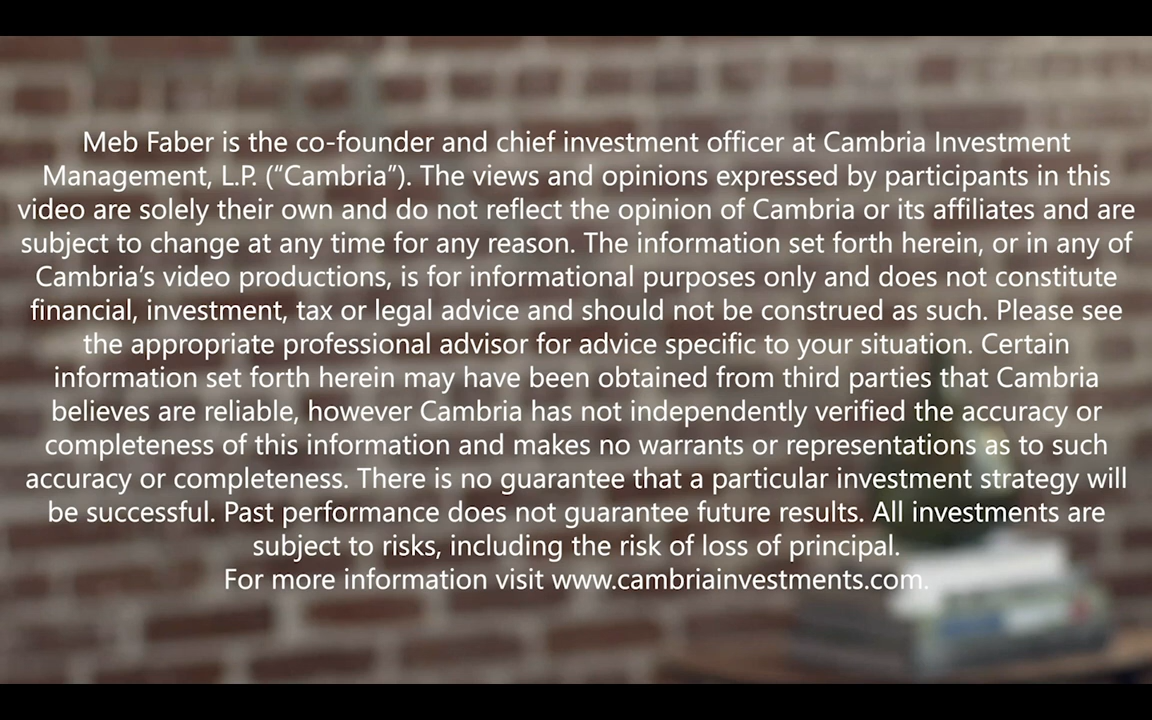 Meb Faber is the co-founder and chief investment officer at Cambria Investment
Management, L.P. (“Cambria”). The views and opinions expressed by participants in this
video are solely their own and do not reflect the opinion of Cambria or its affiliates and are
subject to change at any time for any reason. The information set forth herein, or in any of
Cambria’s video productions, is for informational purposes only and does not constitute
financial, investment, tax or legal advice and should not be construed as such. Please see
the appropriate professional advisor for advice specific to your situation. Certain
information set forth herein may have been obtained from third parties that Cambria
believes are reliable, however Cambria has not independently verified the accuracy or
completeness of this information and makes no warrants or representations as to such
accuracy or completeness. There is no guarantee that a particular investment strategy will
be successful. Past performance does not guarantee future results. All investments are
subject to risks, including the risk of loss of principal.
For more information visit www.cambriainvestments.com.